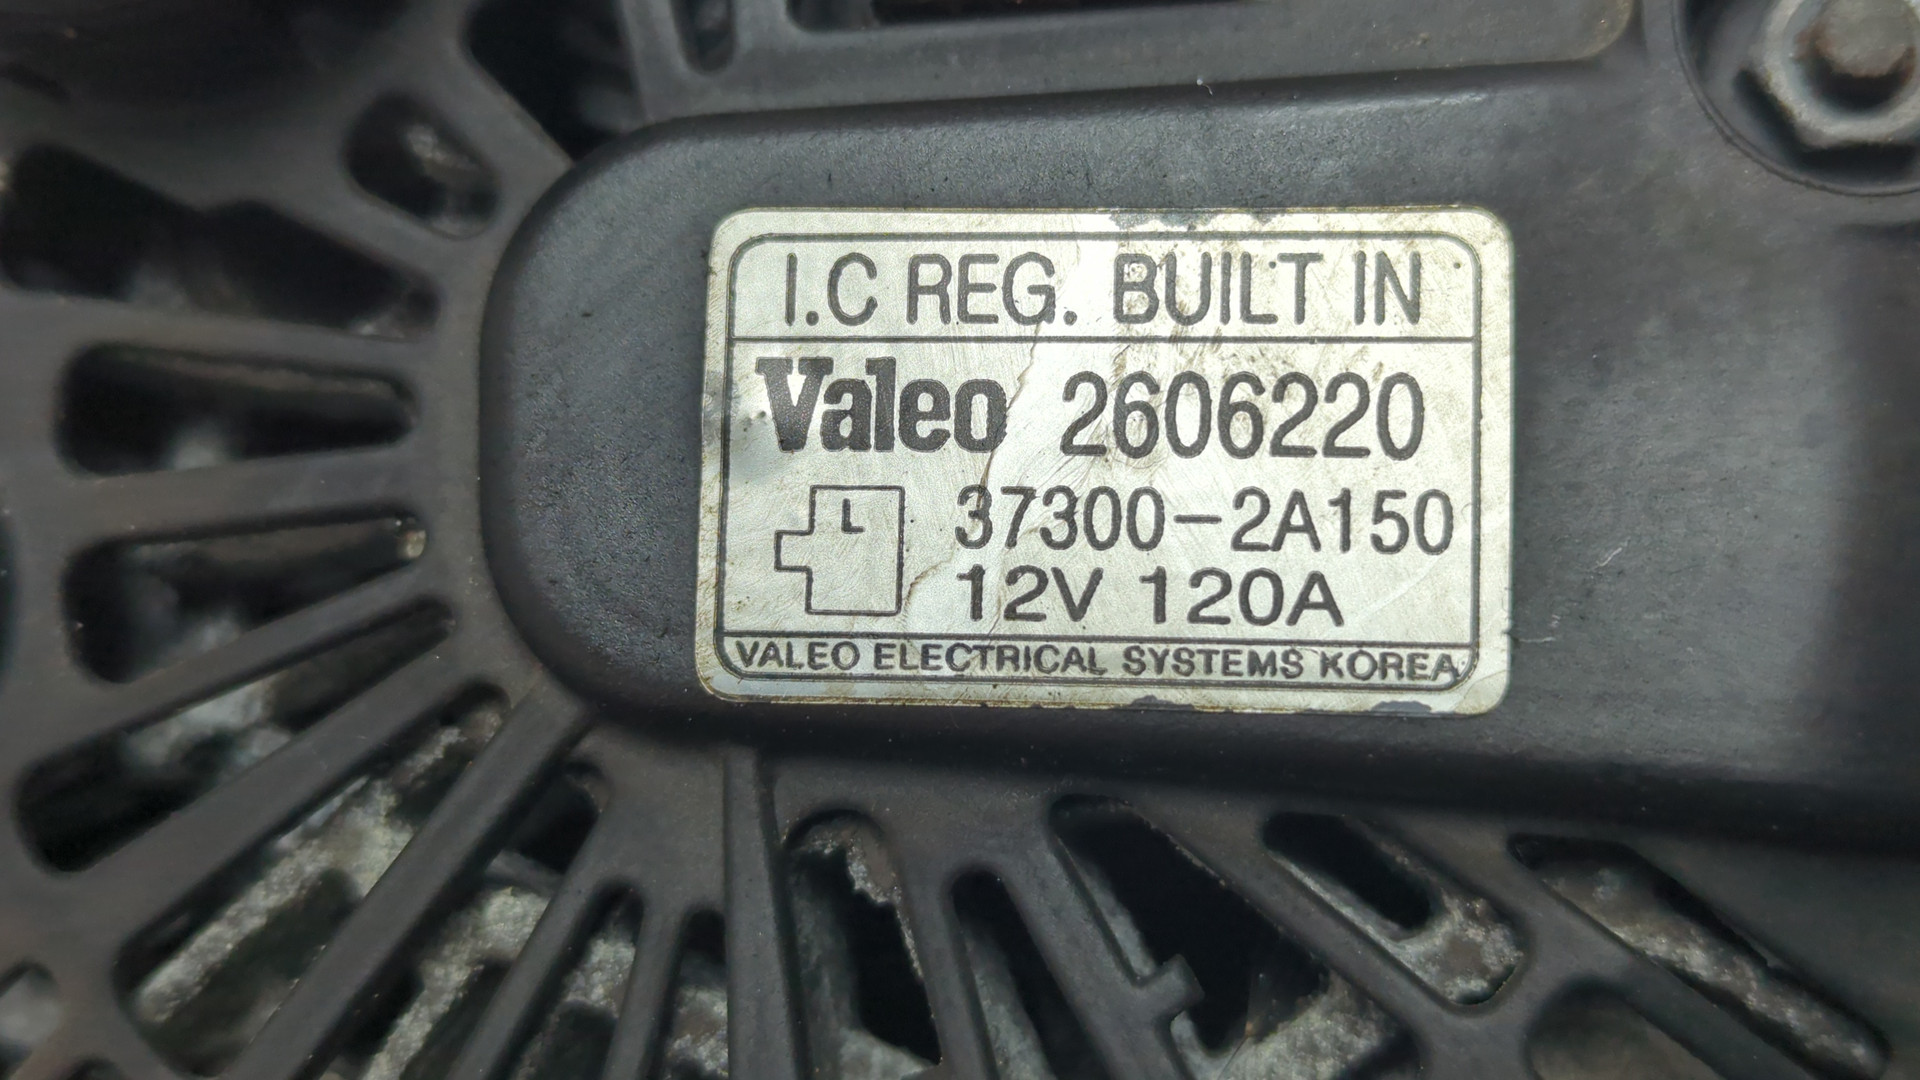 I.C REG. BUILT IN
Valeo 2606220
L 37300-2A150
12V 120A
VALEO ELECTRICAL SYSTEMS KOREA